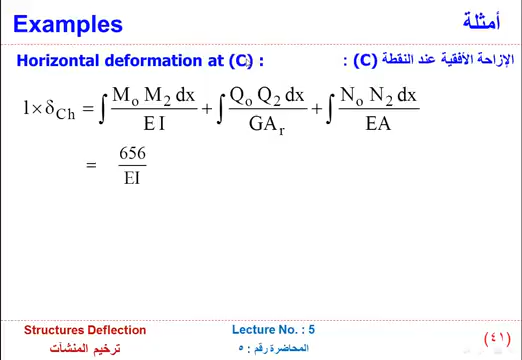 Examples أمثلة
Horizontal deformation at (C) : الإزاحة الأفقية عند النقطة (C) :
1×δ_Ch = ∫ M_o M_2 dx / E I + ∫ Q_o Q_2 dx / GA_r + ∫ N_o N_2 dx / EA
= 656 / EI
Structures Deflection Lecture No. : 5
ترخيم المنشآت المحاضرة رقم : ٥ (٤١)